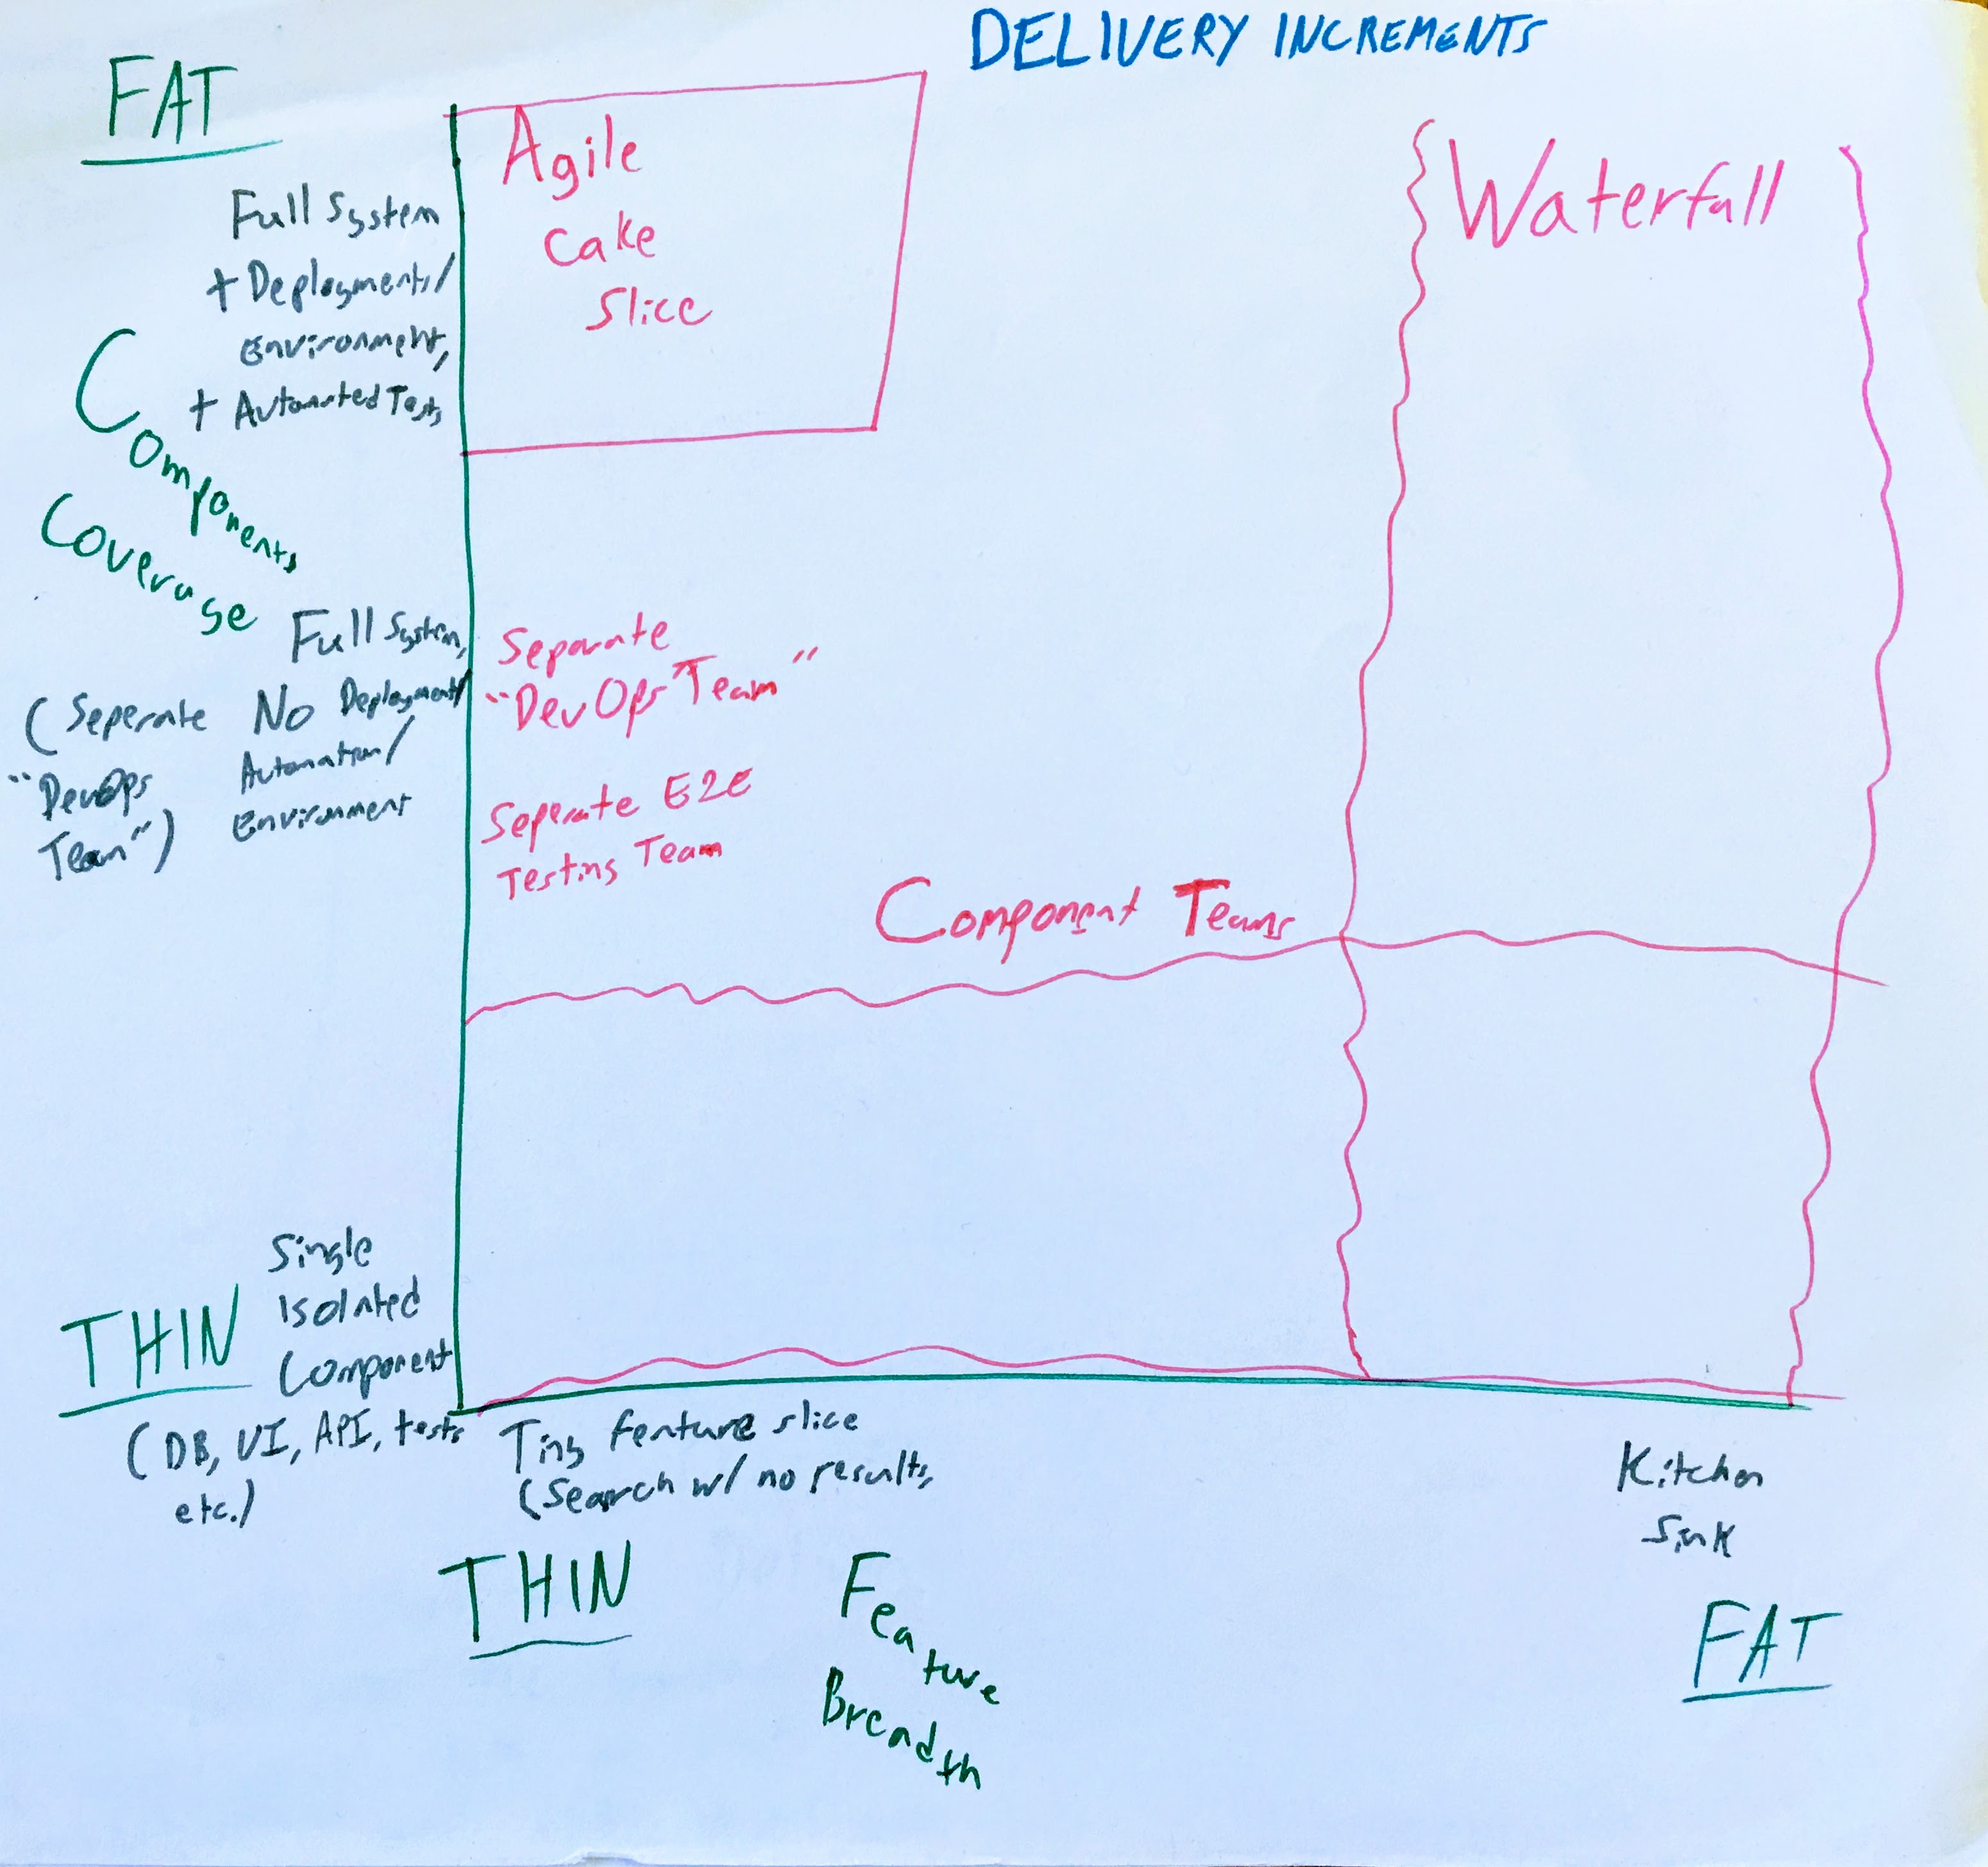 DELIVERY INCREMENTS
FAT
Full System
+ Deployments/
Environment,
+ Automated Tests
Components
Coverage
Agile
Cake
Slice
Waterfall
Full System,
No Deployment/
Automation/
Environment
(Seperate
"DevOps
Team")
Separate
"DevOps Team"
Seperate E2E
Testing Team
Component Teams
THIN
Single
Isolated
Component
(DB, UI, API, tests
etc.)
Tiny feature slice
(Search w/ no results,
Kitchen
Sink
THIN
Feature
Breadth
FAT